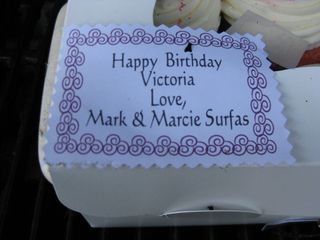 Happy Birthday
Victoria
Love,
Mark & Marcie Surfas